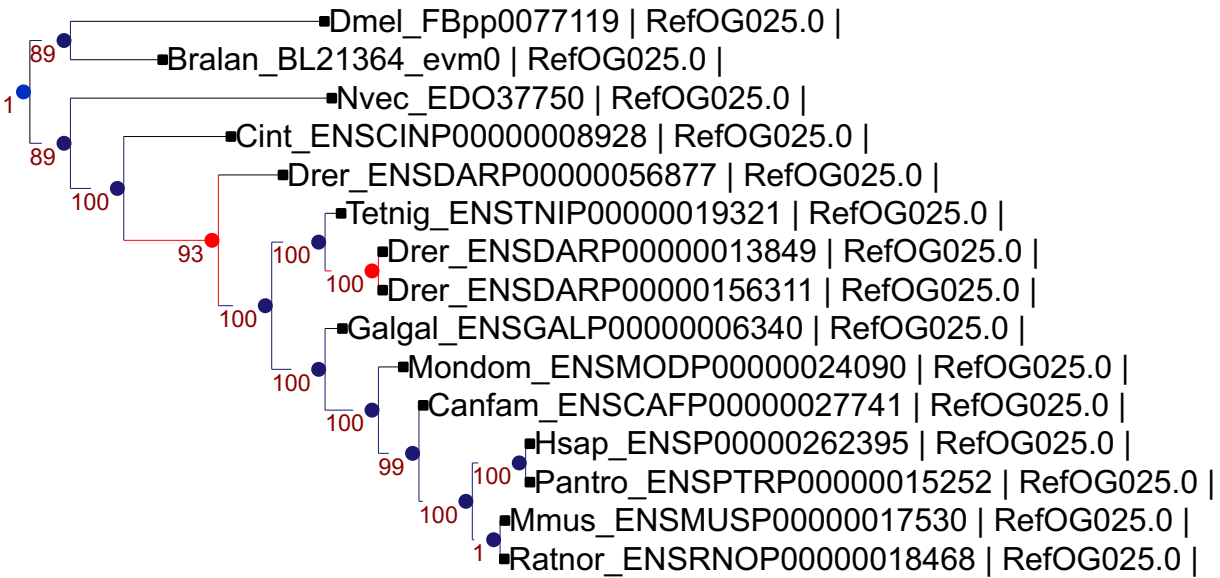 Dmel_FBpp0077119 | RefOG025.0 |
89
Bralan_BL21364_evm0 | RefOG025.0 |
1
Nvec_EDO37750 | RefOG025.0 |
Cint_ENSCINP00000008928 | RefOG025.0 |
89
Drer_ENSDARP00000056877 | RefOG025.0 |
100
Tetnig_ENSTNIP00000019321 | RefOG025.0 |
93
100
Drer_ENSDARP00000013849 | RefOG025.0 |
100
Drer_ENSDARP00000156311 | RefOG025.0 |
100
Galgal_ENSGALP00000006340 | RefOG025.0 |
Mondom_ENSMODP00000024090 | RefOG025.0 |
100
Canfam_ENSCAFP00000027741 | RefOG025.0 |
100
Hsap_ENSP00000262395 | RefOG025.0 |
99
100
Pantro_ENSPTRP00000015252 | RefOG025.0 |
100
Mmus_ENSMUSP00000017530 | RefOG025.0 |
1
Ratnor_ENSRNOP00000018468 | RefOG025.0 |